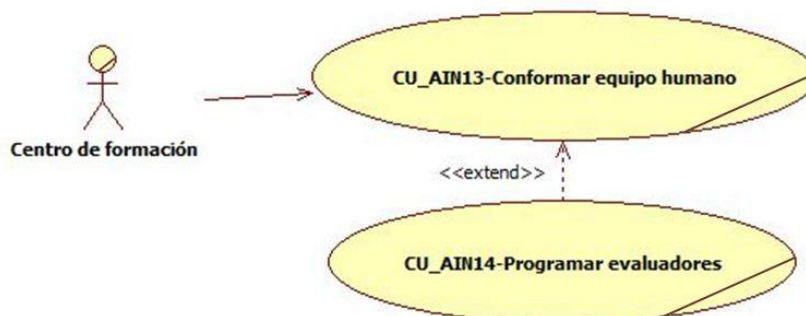 CU_AIN13-Conformar equipo humano
Centro de formación
<<extend>>
CU_AIN14-Programar evaluadores